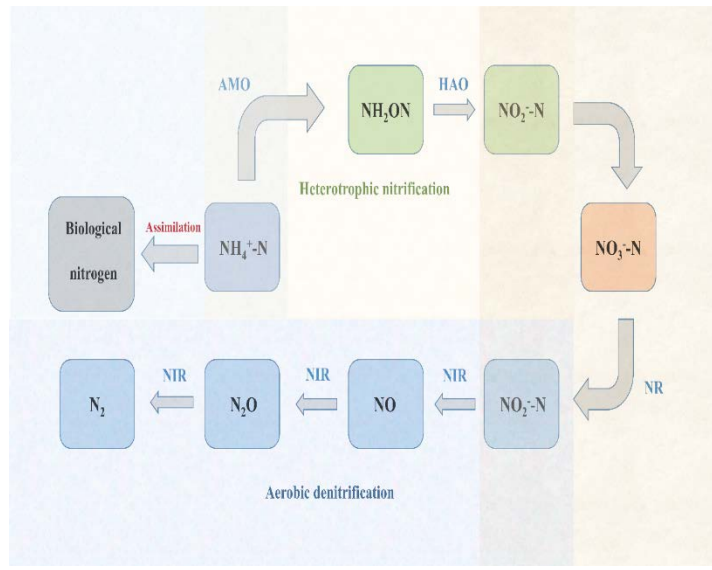 AMO
HAO
NH₂ON
NO₂⁻-N
Heterotrophic nitrification
Biological
nitrogen
Assimilation
NH₄⁺-N
NO₃⁻-N
NR
NIR
NIR
NIR
N₂
N₂O
NO
NO₂⁻-N
Aerobic denitrification